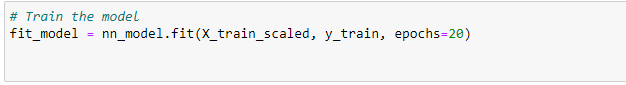 # Train the model
fit_model = nn_model.fit(X_train_scaled, y_train, epochs=20)